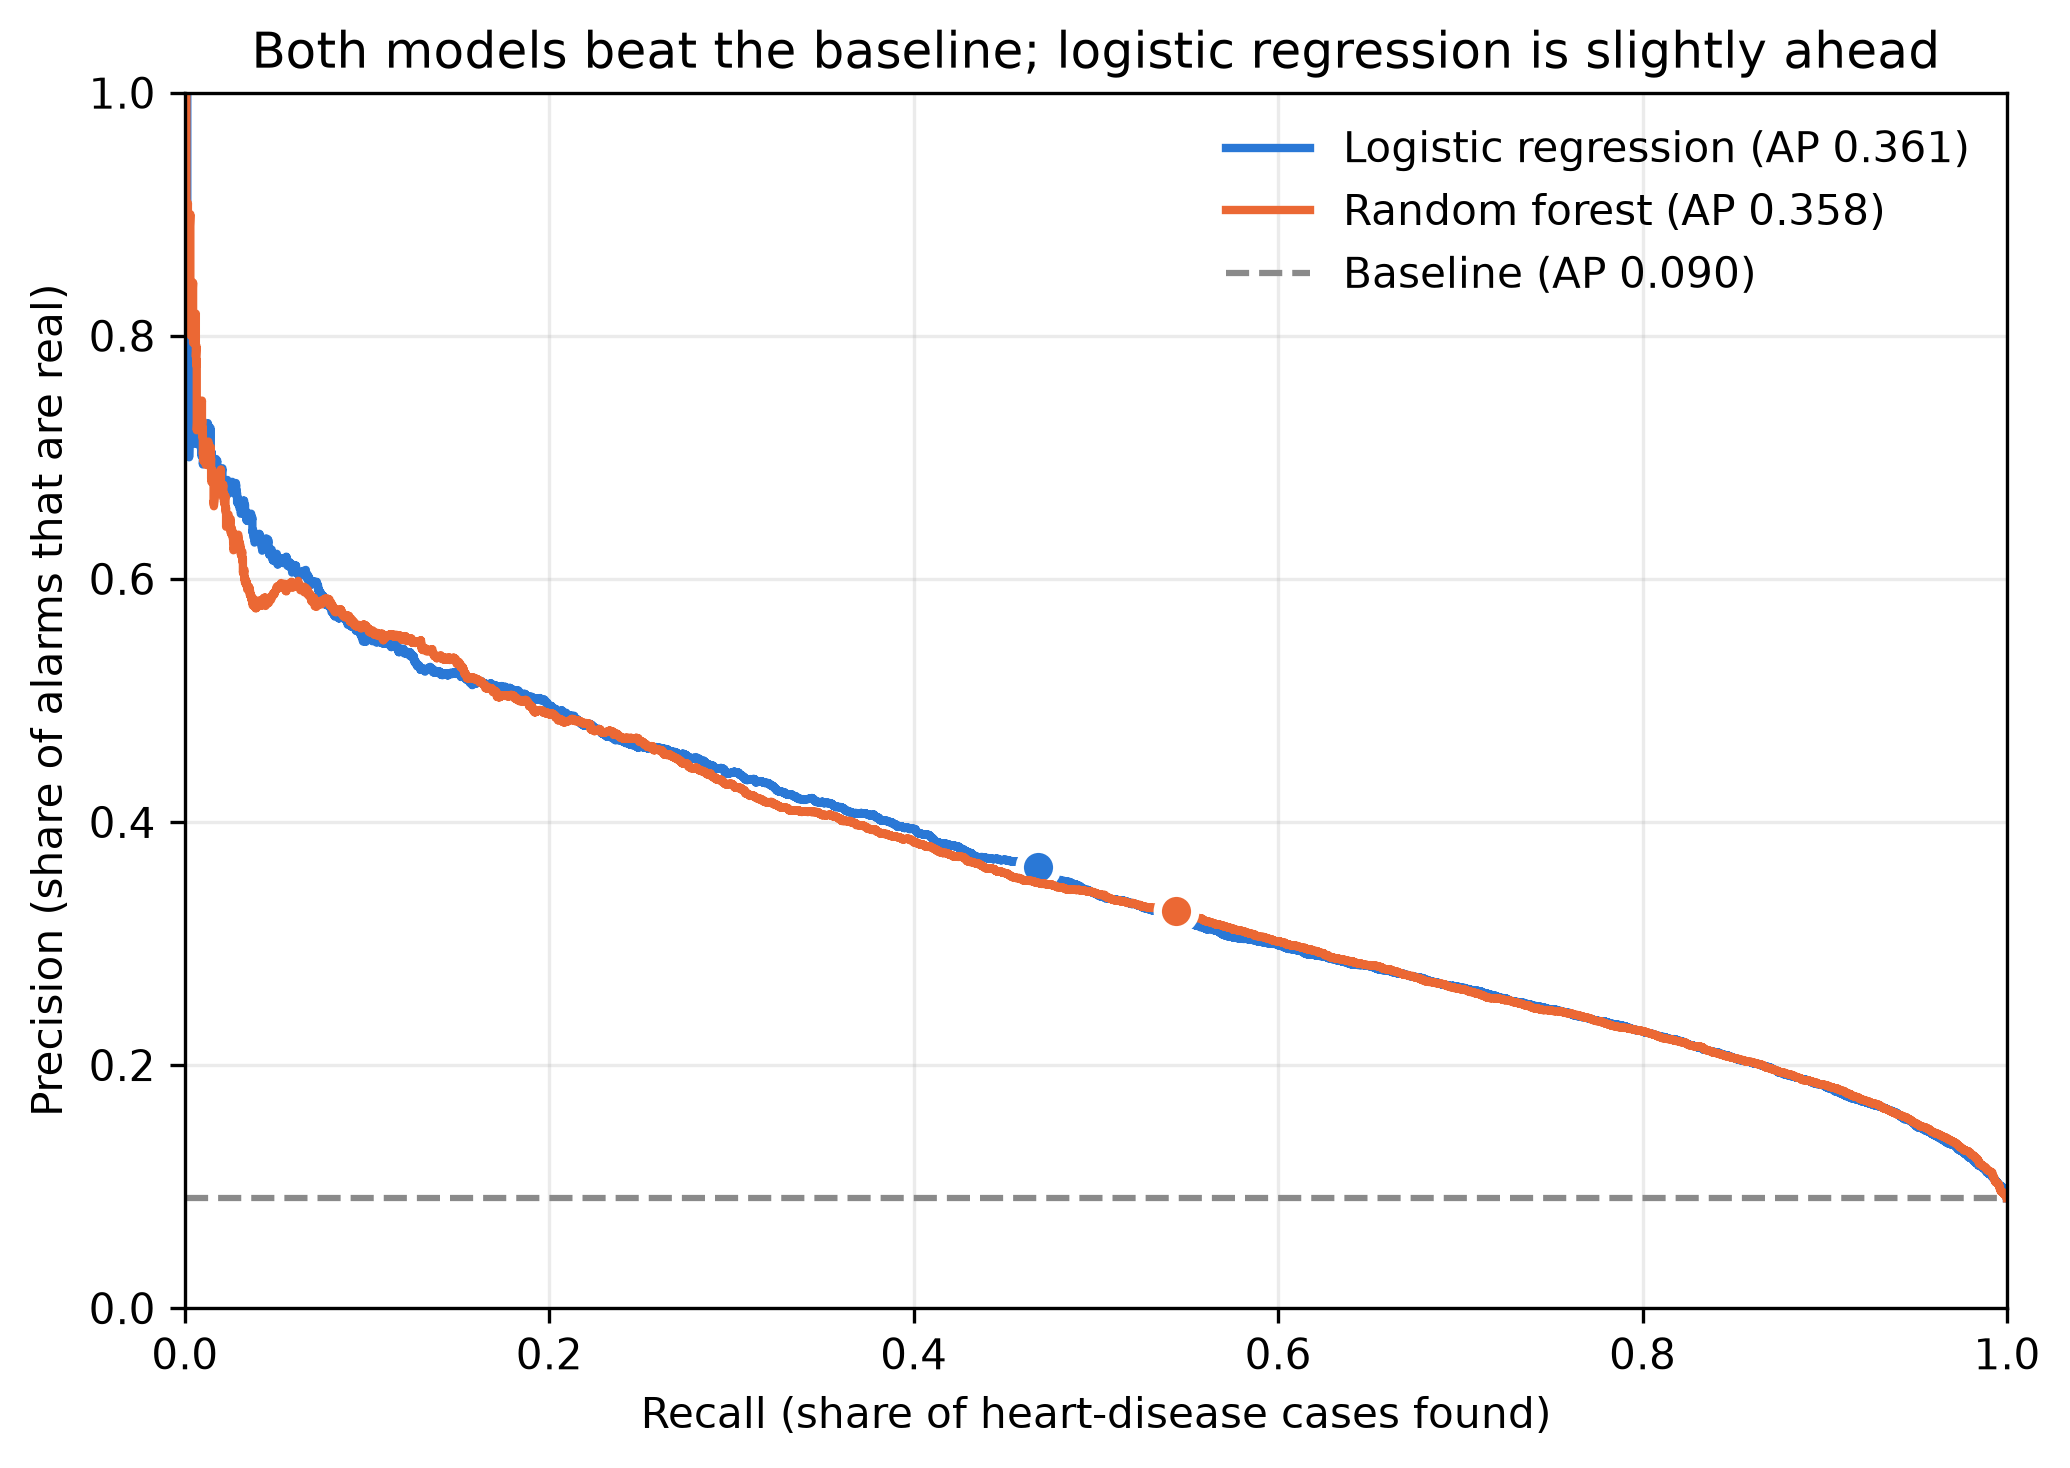 Both models beat the baseline; logistic regression is slightly ahead
1.0
0.8
0.6
0.4
0.2
0.0
Precision (share of alarms that are real)
Logistic regression (AP 0.361)
Random forest (AP 0.358)
Baseline (AP 0.090)
0.0 0.2 0.4 0.6 0.8 1.0
Recall (share of heart-disease cases found)